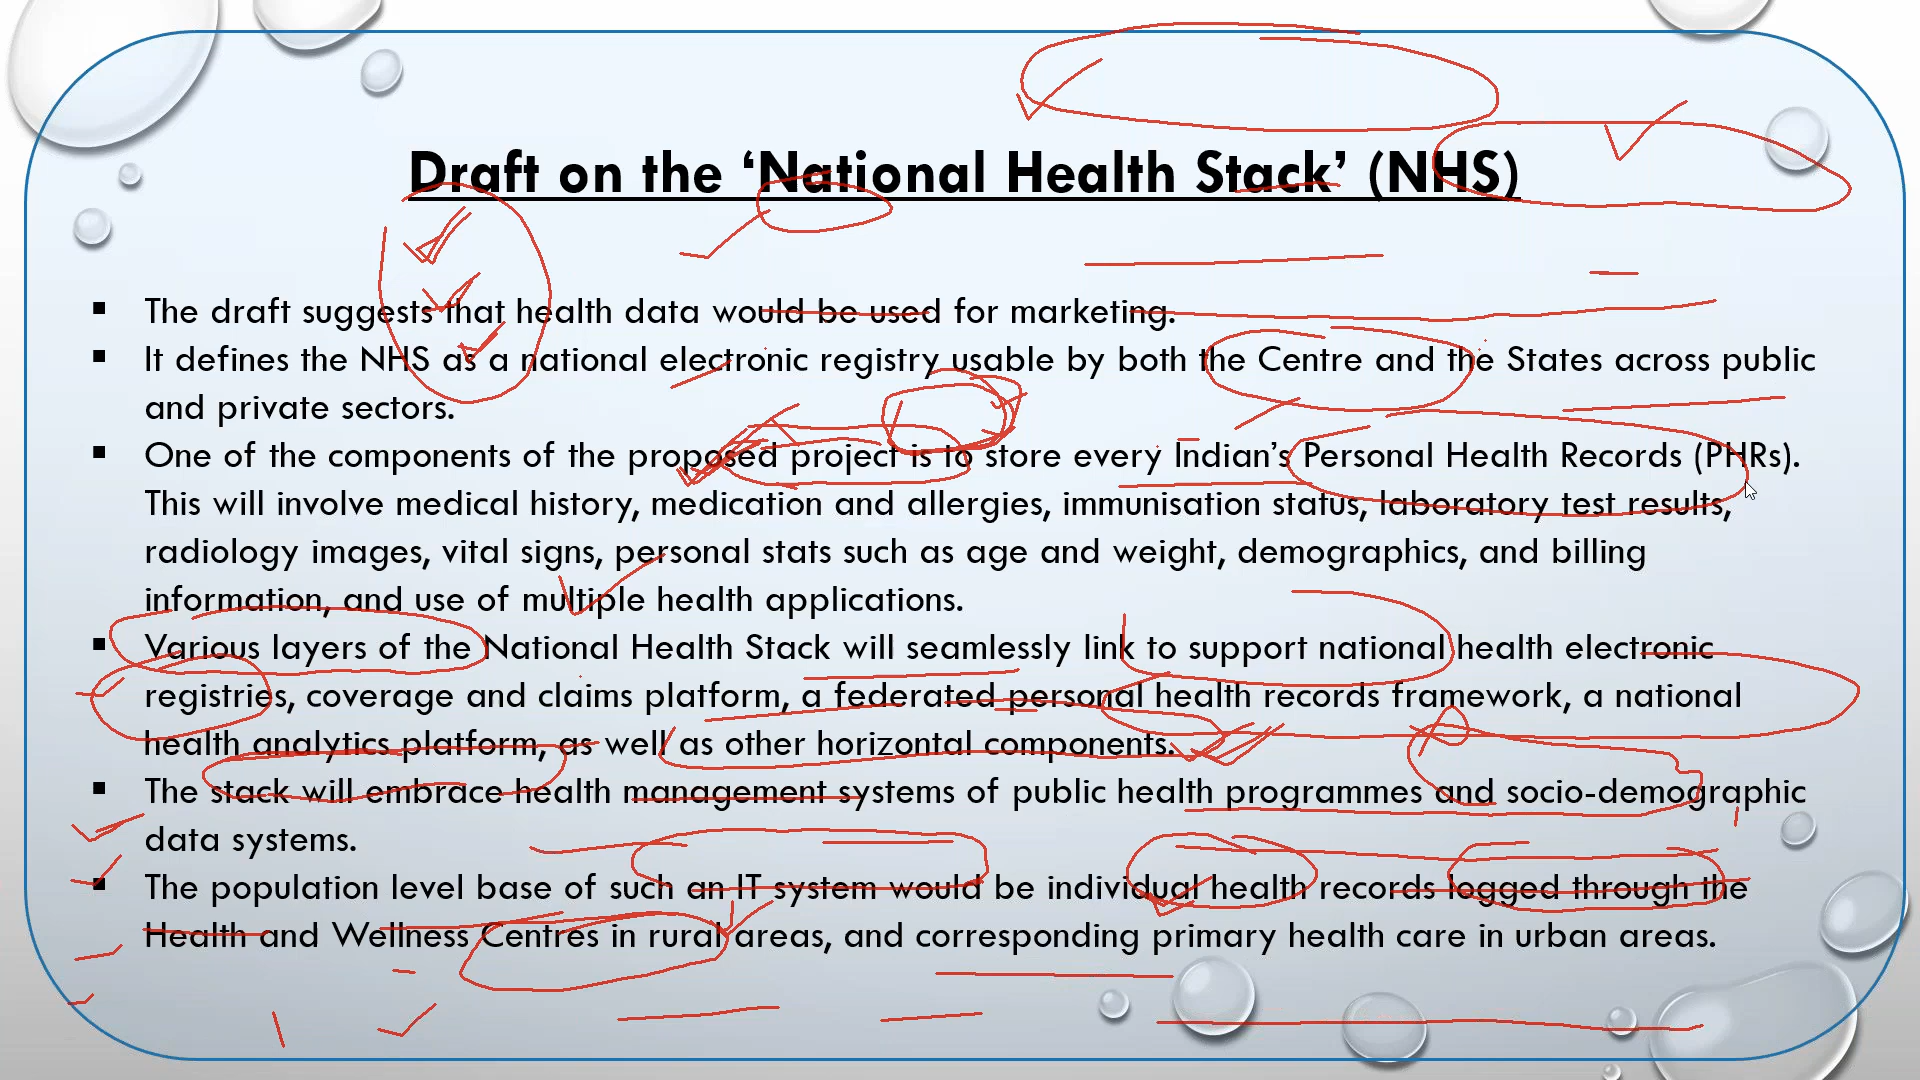 Draft on the ‘National Health Stack’ (NHS)
▪ The draft suggests that health data would be used for marketing.
▪ It defines the NHS as a national electronic registry usable by both the Centre and the States across public
and private sectors.
▪ One of the components of the proposed project is to store every Indian’s Personal Health Records (PHRs).
This will involve medical history, medication and allergies, immunisation status, laboratory test results,
radiology images, vital signs, personal stats such as age and weight, demographics, and billing
information, and use of multiple health applications.
▪ Various layers of the National Health Stack will seamlessly link to support national health electronic
registries, coverage and claims platform, a federated personal health records framework, a national
health analytics platform, as well as other horizontal components.
▪ The stack will embrace health management systems of public health programmes and socio-demographic
data systems.
▪ The population level base of such an IT system would be individual health records logged through the
Health and Wellness Centres in rural areas, and corresponding primary health care in urban areas.